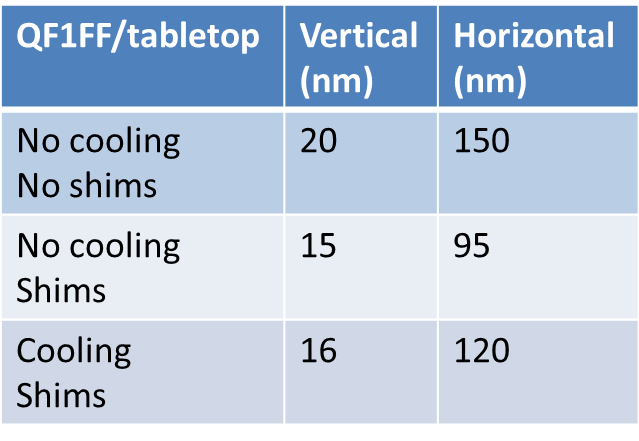 QF1FF/tabletop Vertical (nm) Horizontal (nm)
No cooling No shims 20 150
No cooling Shims 15 95
Cooling Shims 16 120